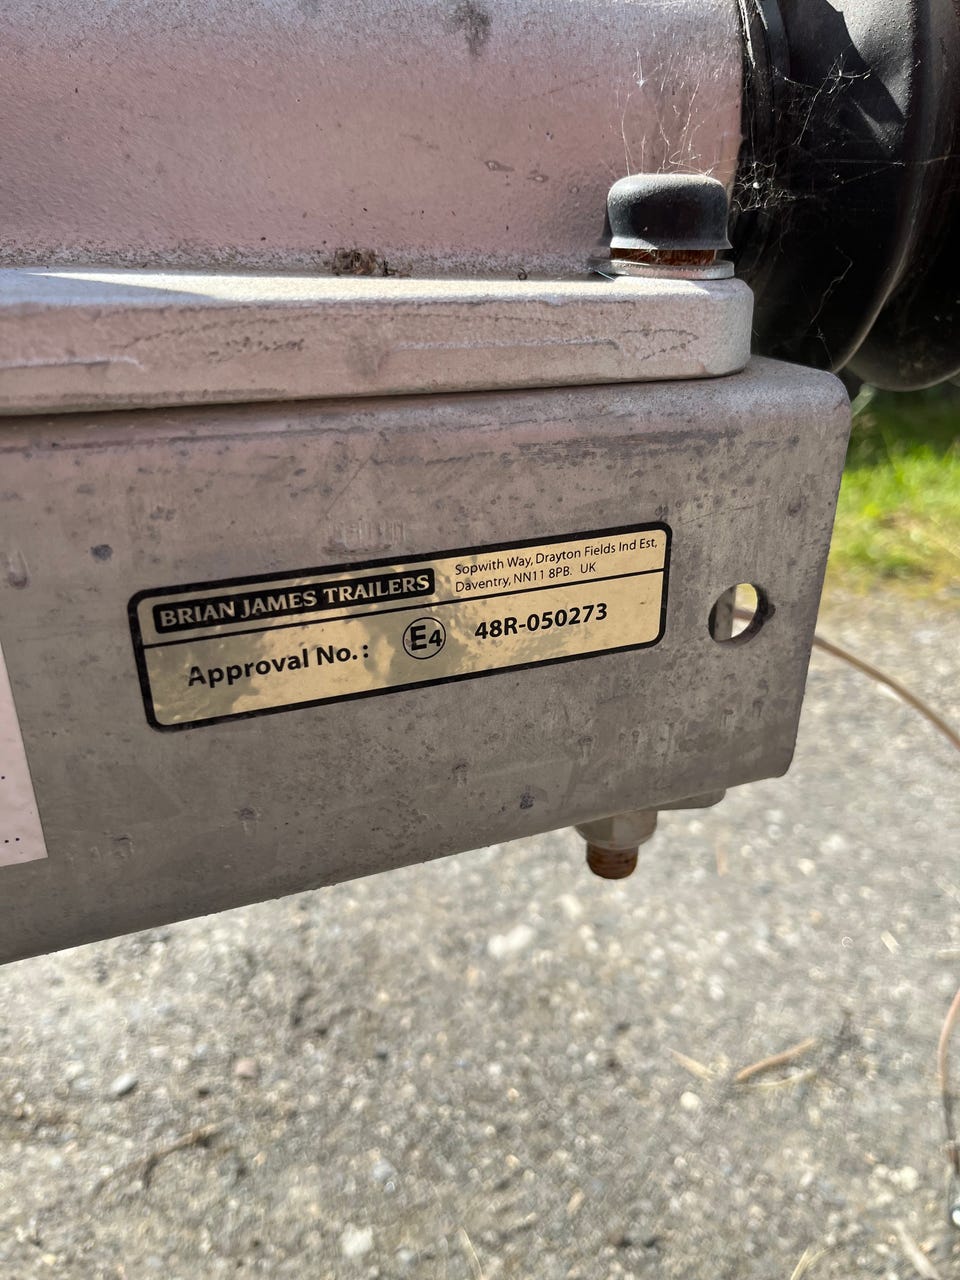 BRIAN JAMES TRAILERS
Sopwith Way, Drayton Fields Ind Est,
Daventry, NN11 8PB. UK
Approval No.: E4 48R-050273